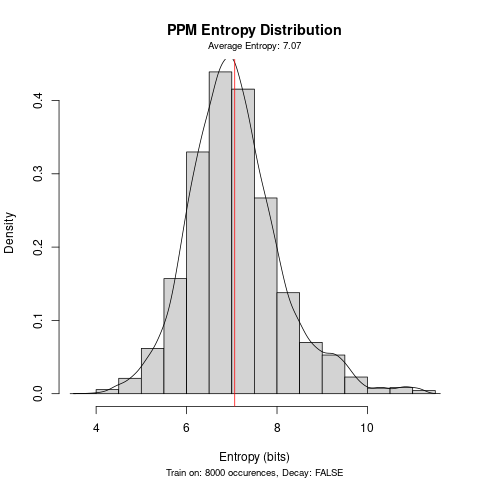 PPM Entropy Distribution
Average Entropy: 7.07
Density
0.4
0.3
0.2
0.1
0.0
4 6 8 10
Entropy (bits)
Train on: 8000 occurences, Decay: FALSE